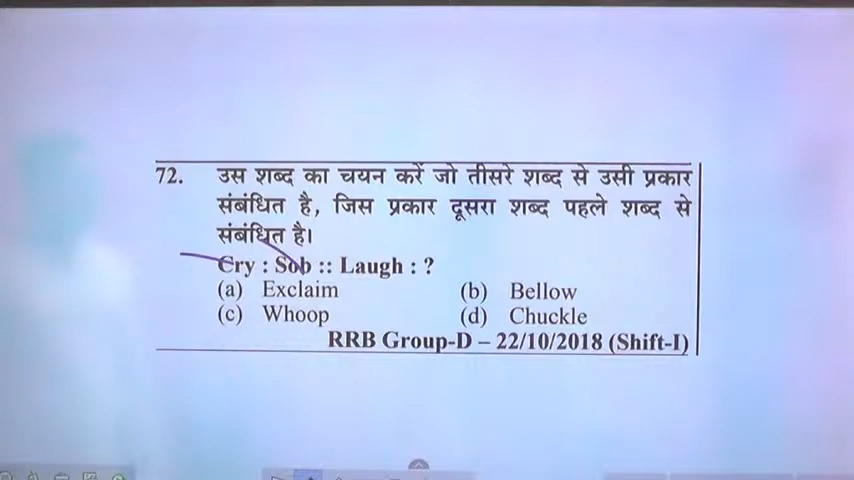 72. उस शब्द का चयन करें जो तीसरे शब्द से उसी प्रकार
संबंधित है, जिस प्रकार दूसरा शब्द पहले शब्द से
संबंधित है।
Cry : Sob :: Laugh : ?
(a) Exclaim (b) Bellow
(c) Whoop (d) Chuckle
RRB Group-D – 22/10/2018 (Shift-I)